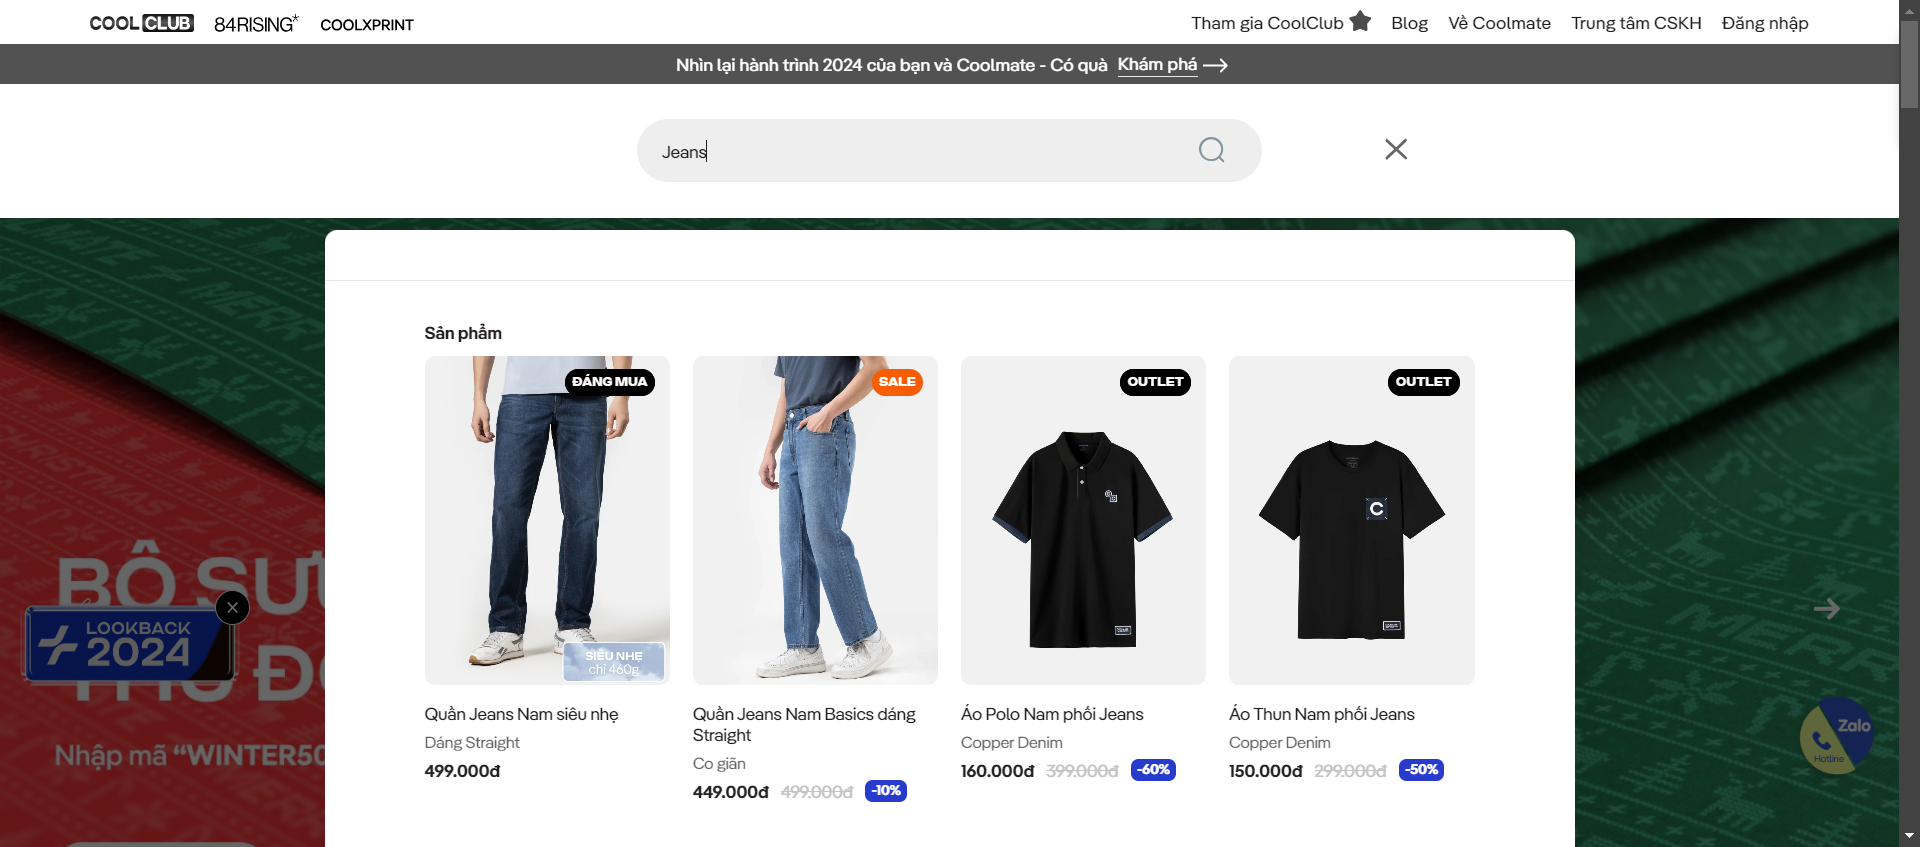 COOL CLUB 84RISING* COOLXPRINT
Tham gia CoolClub Blog Về Coolmate Trung tâm CSKH Đăng nhập
Nhìn lại hành trình 2024 của bạn và Coolmate - Có quà Khám phá
Jeans
Sản phẩm
ĐÁNG MUA
SIÊU NHẸ
chỉ 460g
Quần Jeans Nam siêu nhẹ
Dáng Straight
499.000đ
SALE
Quần Jeans Nam Basics dáng
Straight
Co giãn
449.000đ 499.000đ -10%
OUTLET
Áo Polo Nam phối Jeans
Copper Denim
160.000đ 399.000đ -60%
OUTLET
C
Áo Thun Nam phối Jeans
Copper Denim
150.000đ 299.000đ -50%
BỘ SƯ
LOOKBACK
2024
Nhập mã “WINTER50
Zalo
Hotline
CHRISTMAS